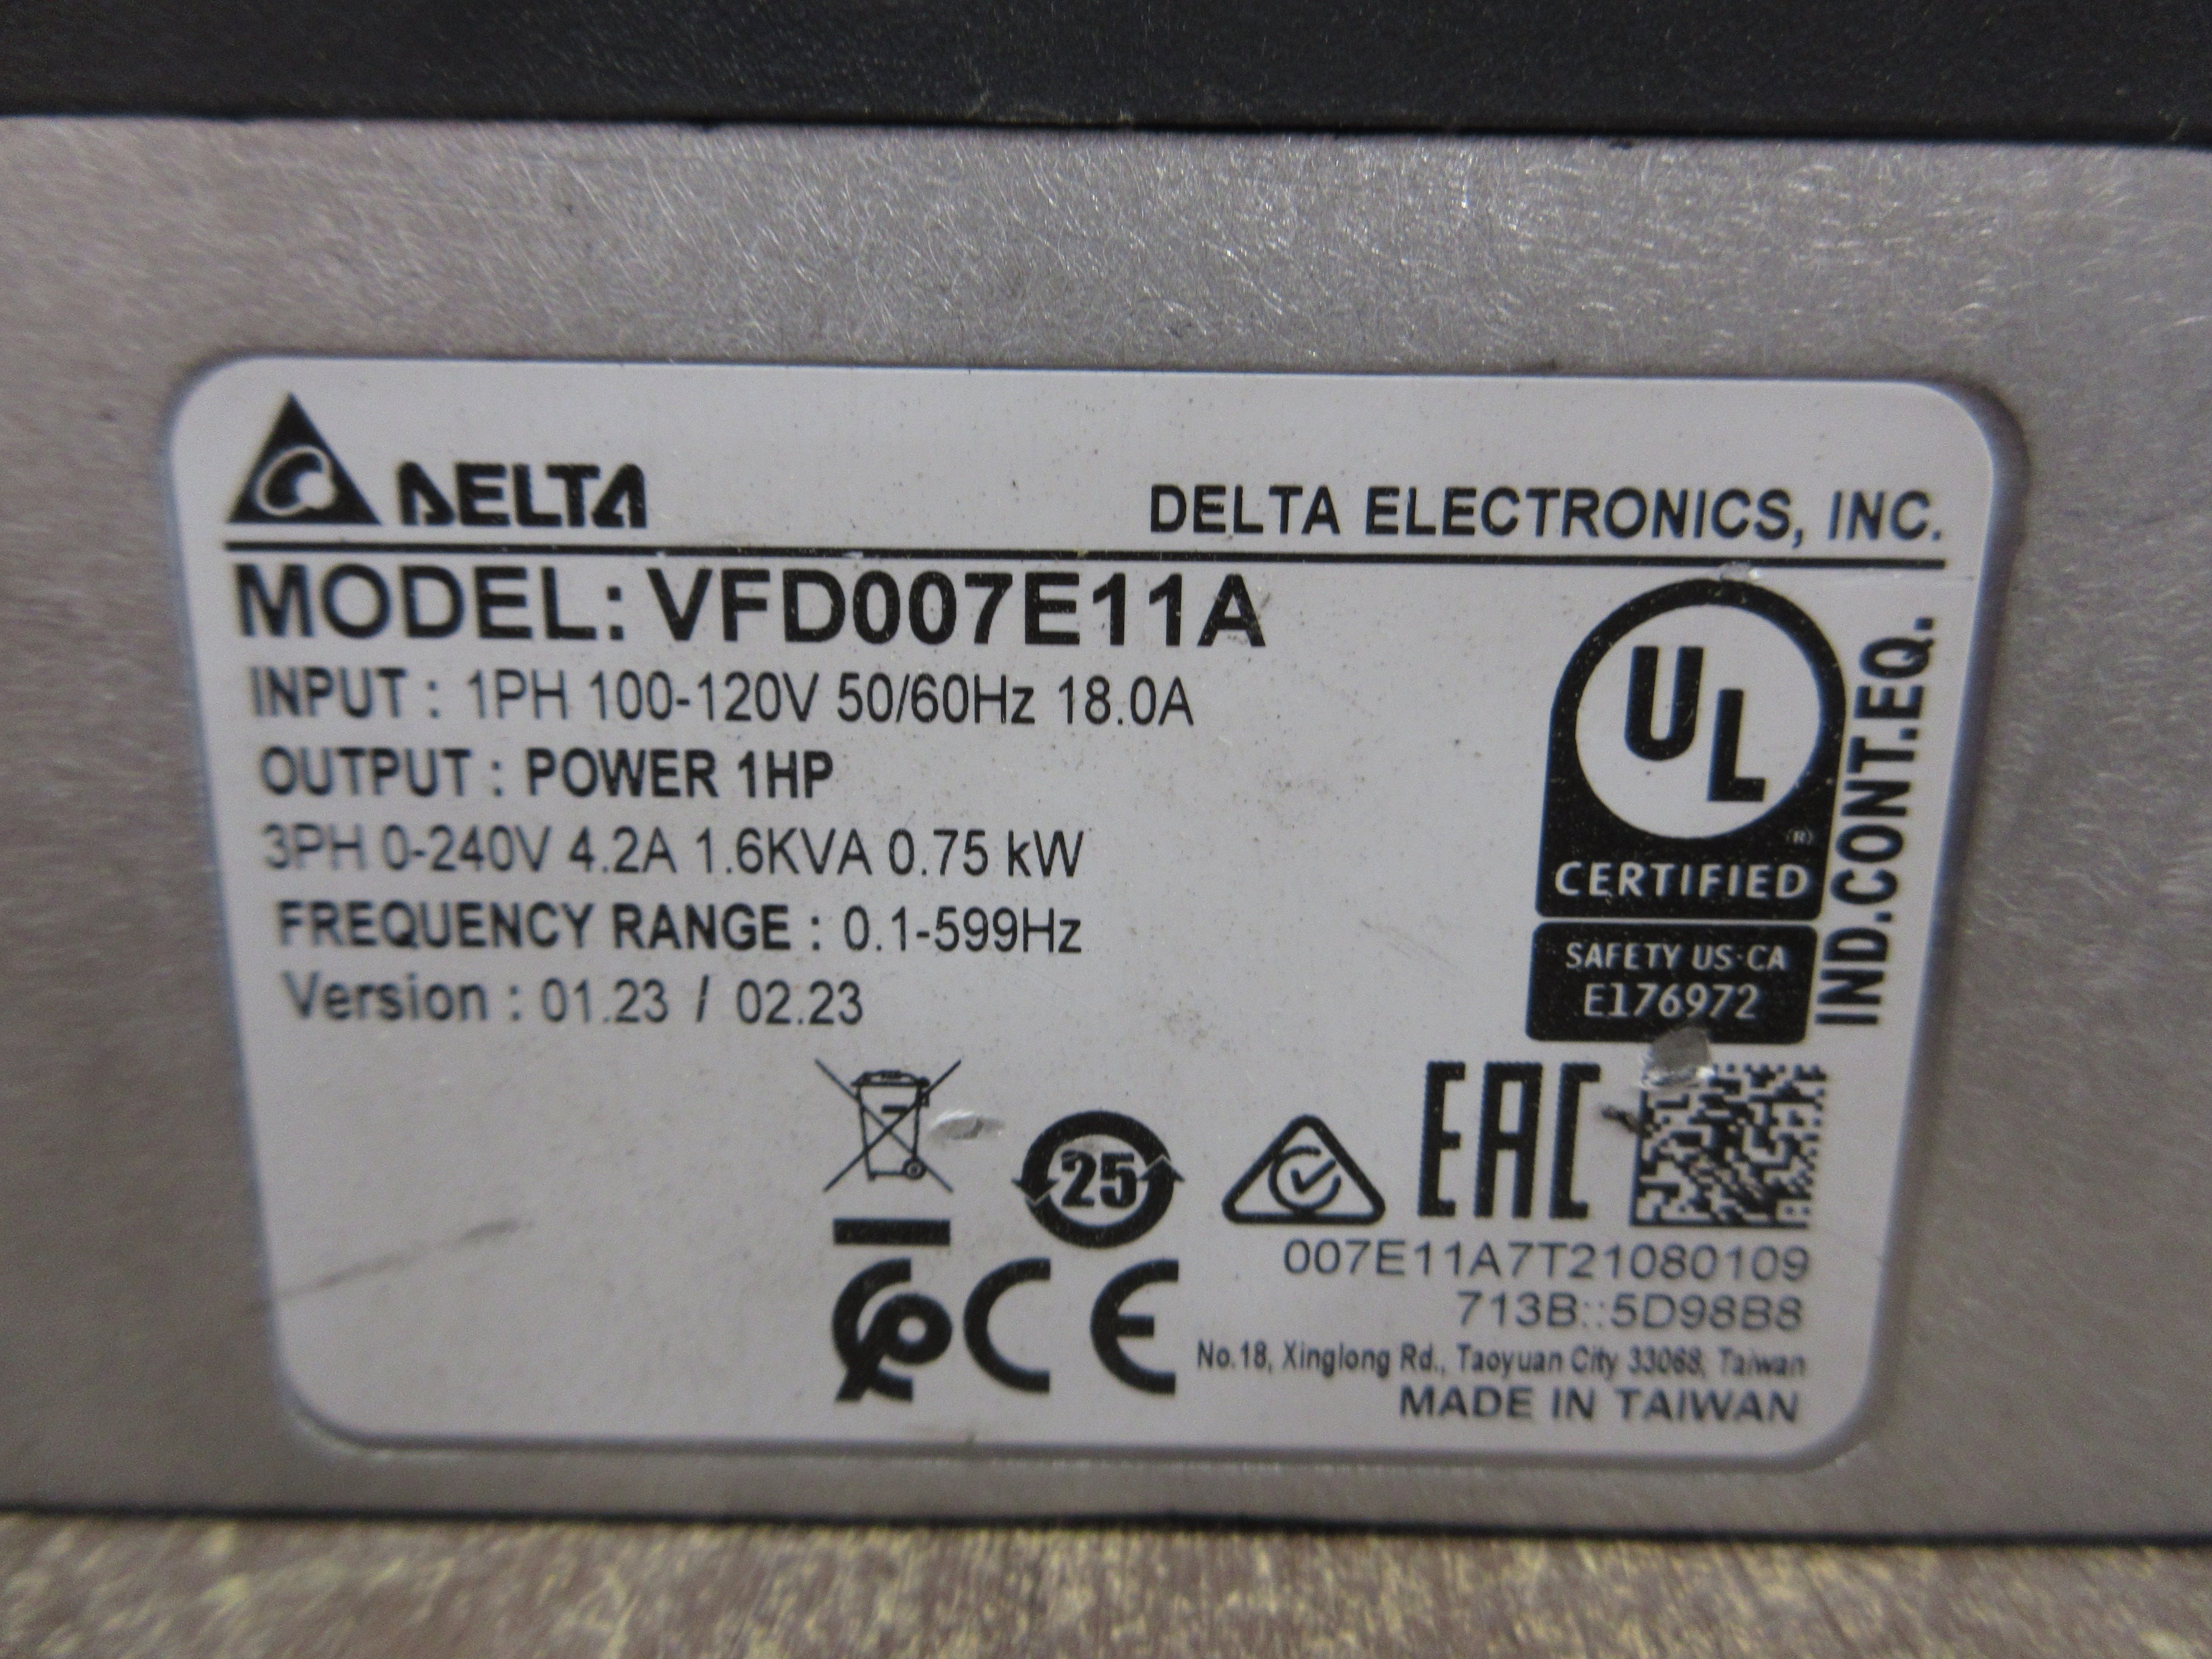 DELTA
DELTA ELECTRONICS, INC.
MODEL: VFD007E11A
INPUT : 1PH 100-120V 50/60Hz 18.0A
OUTPUT : POWER 1HP
3PH 0-240V 4.2A 1.6KVA 0.75 kW
FREQUENCY RANGE : 0.1-599Hz
Version : 01.23 / 02.23
UL
®
CERTIFIED
SAFETY US·CA
E176972
IND.CONT.EQ.
25
EAC
CE
007E11A7T21080109
713B::5D98B8
No.18, Xinglong Rd., Taoyuan City 33068, Taiwan
MADE IN TAIWAN